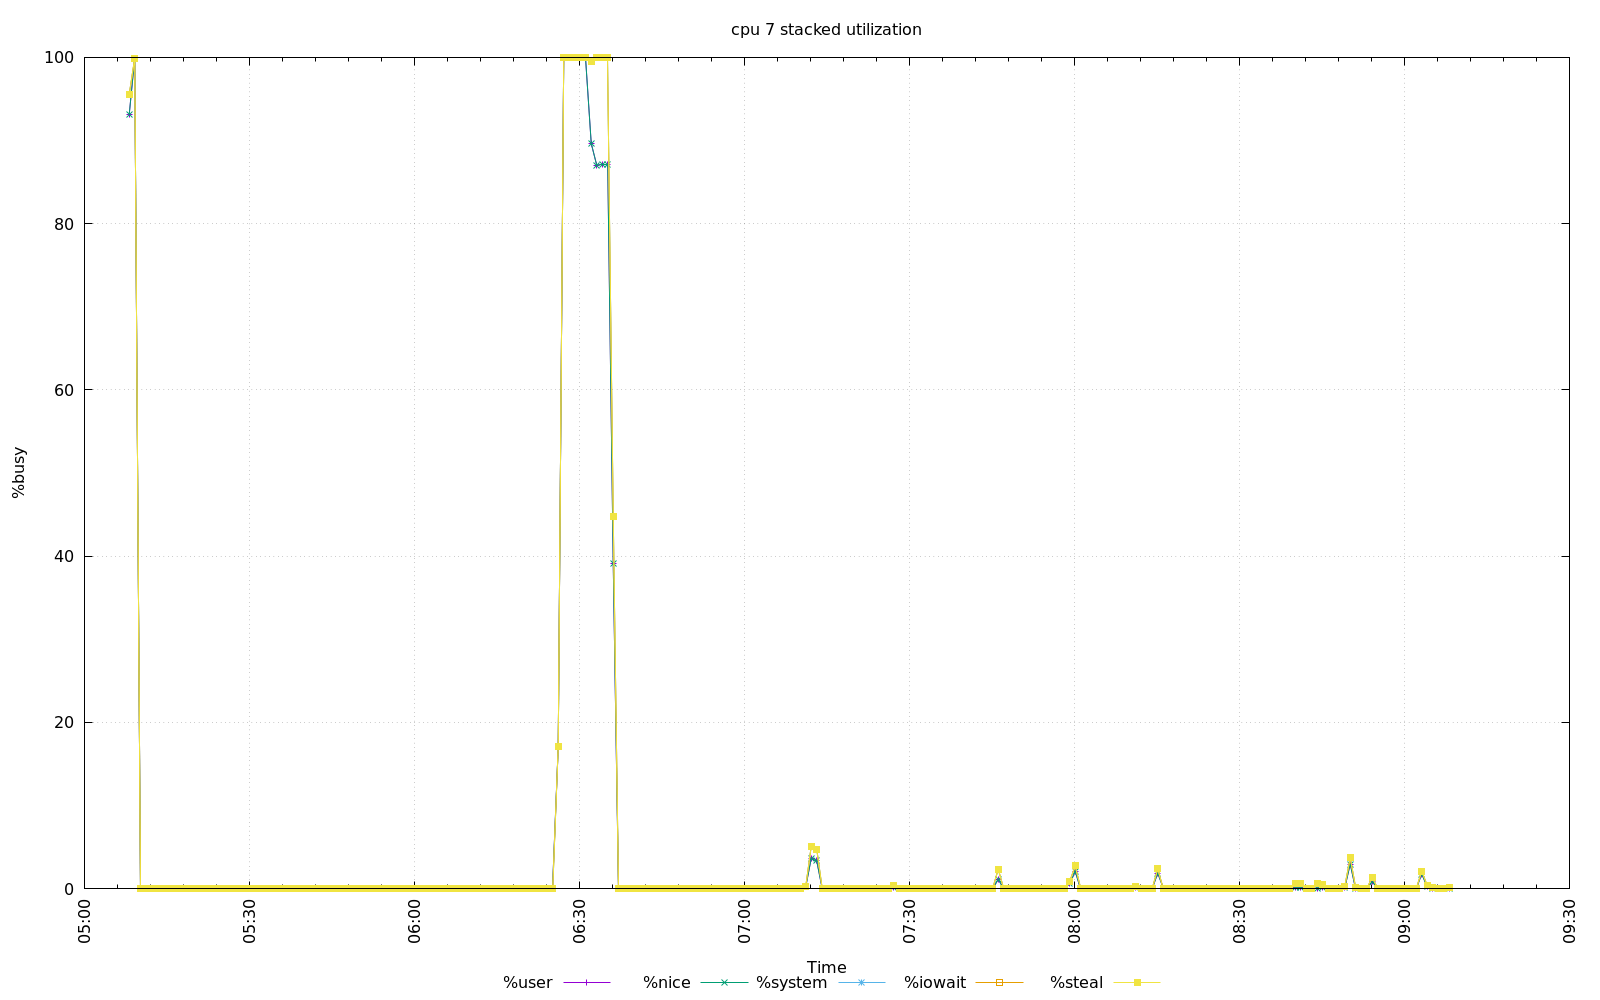 cpu 7 stacked utilization
100
80
60
40
20
0
%busy
05:00 05:30 06:00 06:30 07:00 07:30 08:00 08:30 09:00 09:30
Time
%user %nice %system %iowait %steal